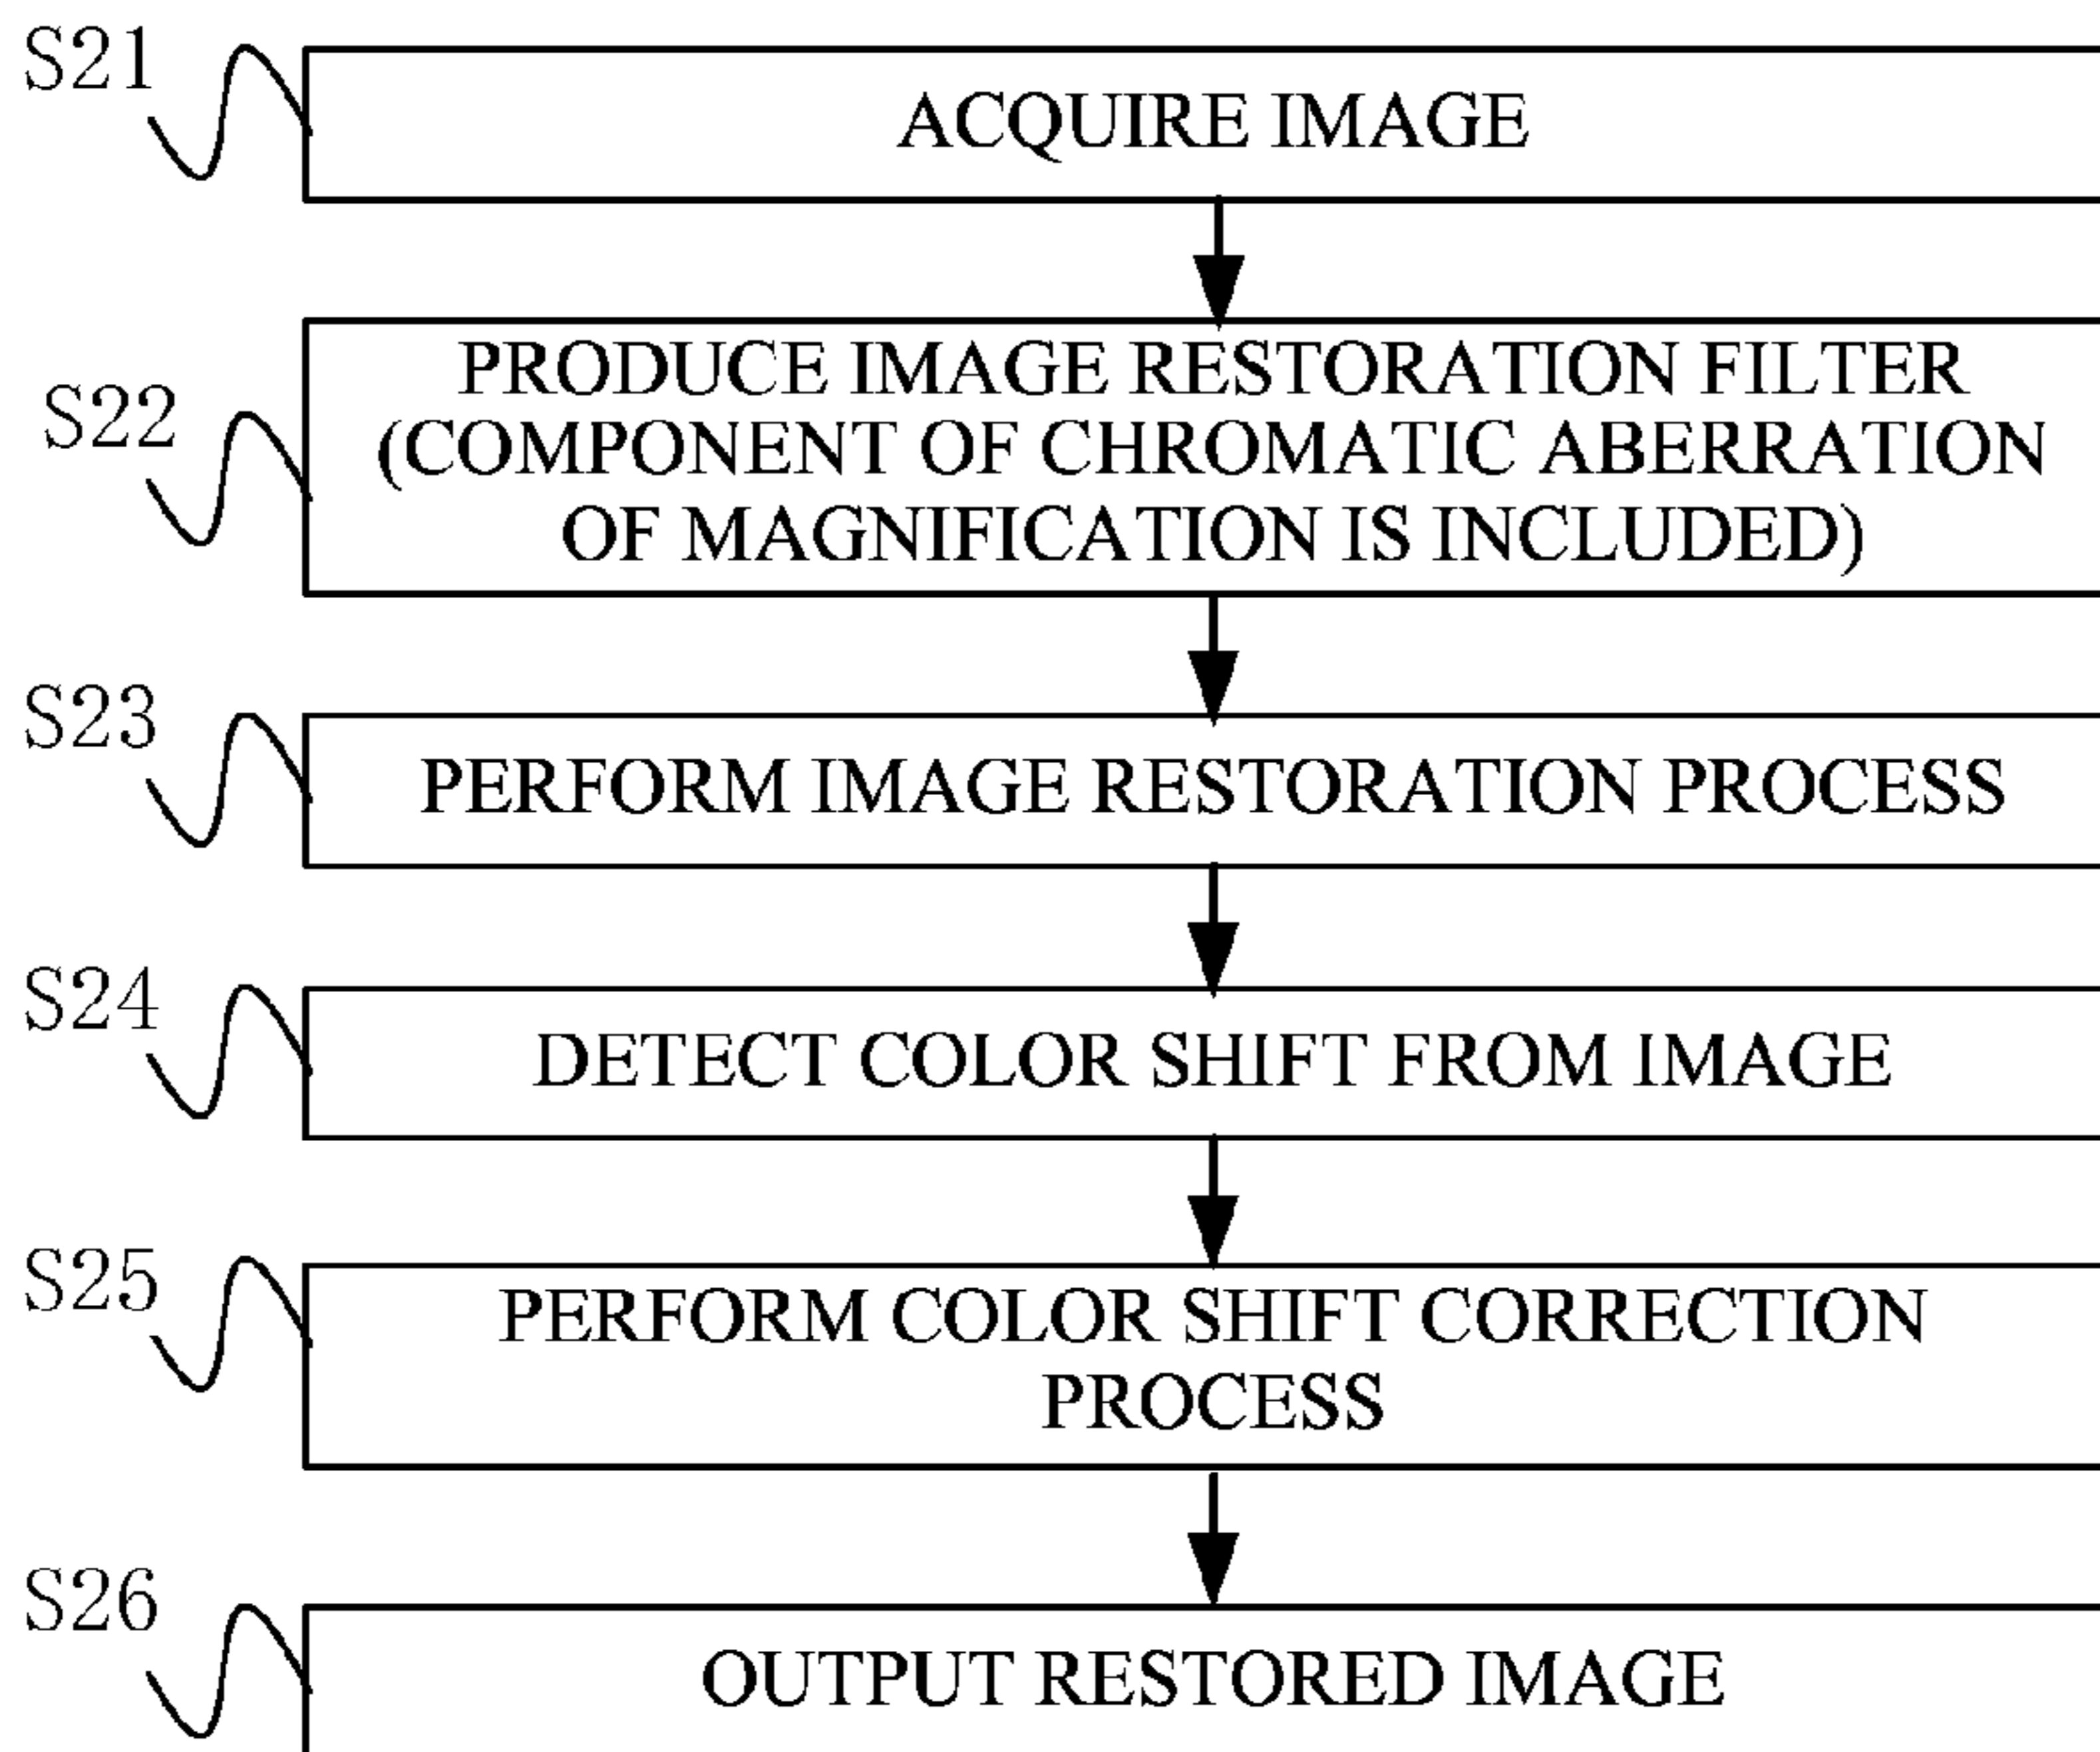 S21
ACQUIRE IMAGE
S22
PRODUCE IMAGE RESTORATION FILTER
(COMPONENT OF CHROMATIC ABERRATION
OF MAGNIFICATION IS INCLUDED)
S23
PERFORM IMAGE RESTORATION PROCESS
S24
DETECT COLOR SHIFT FROM IMAGE
S25
PERFORM COLOR SHIFT CORRECTION
PROCESS
S26
OUTPUT RESTORED IMAGE